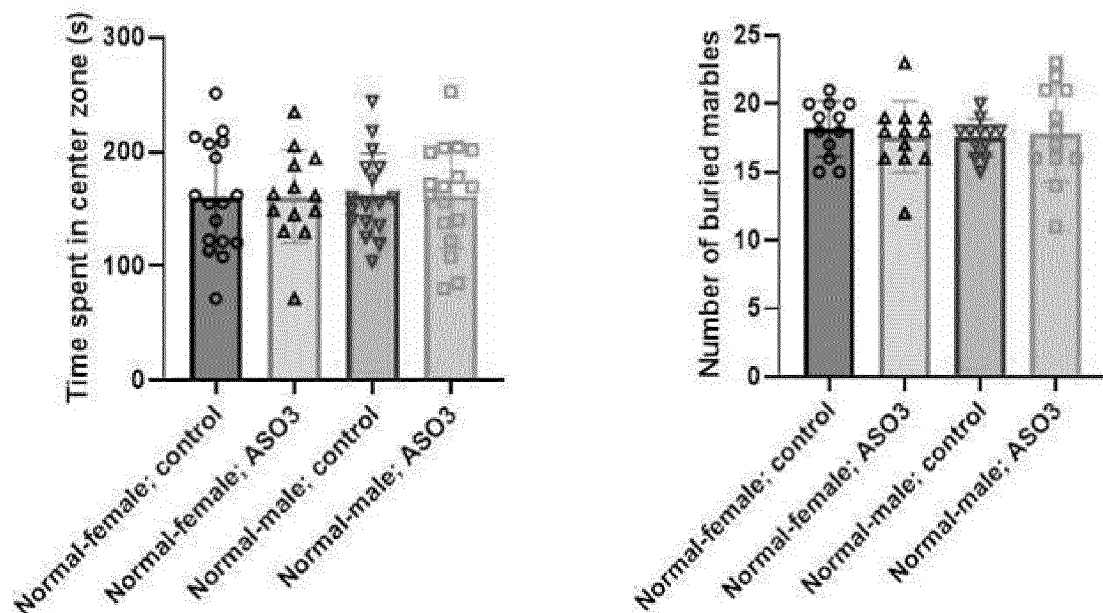 Time spent in center zone (s)
300
200
100
0
Normal-female; control
Normal-female; ASO3
Normal-male; control
Normal-male; ASO3
Number of buried marbles
25
20
15
10
5
0
Normal-female; control
Normal-female; ASO3
Normal-male; control
Normal-male; ASO3